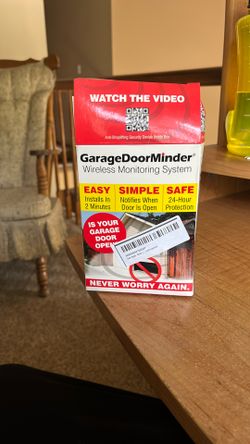 WATCH THE VIDEO
GarageDoorMinder®
Wireless Monitoring System
EASY
Installs in
2 Minutes
SIMPLE
Notifies When
Door Is Open
SAFE
24-Hour
Protection
IS YOUR
GARAGE
DOOR
OPEN
NEVER WORRY AGAIN.